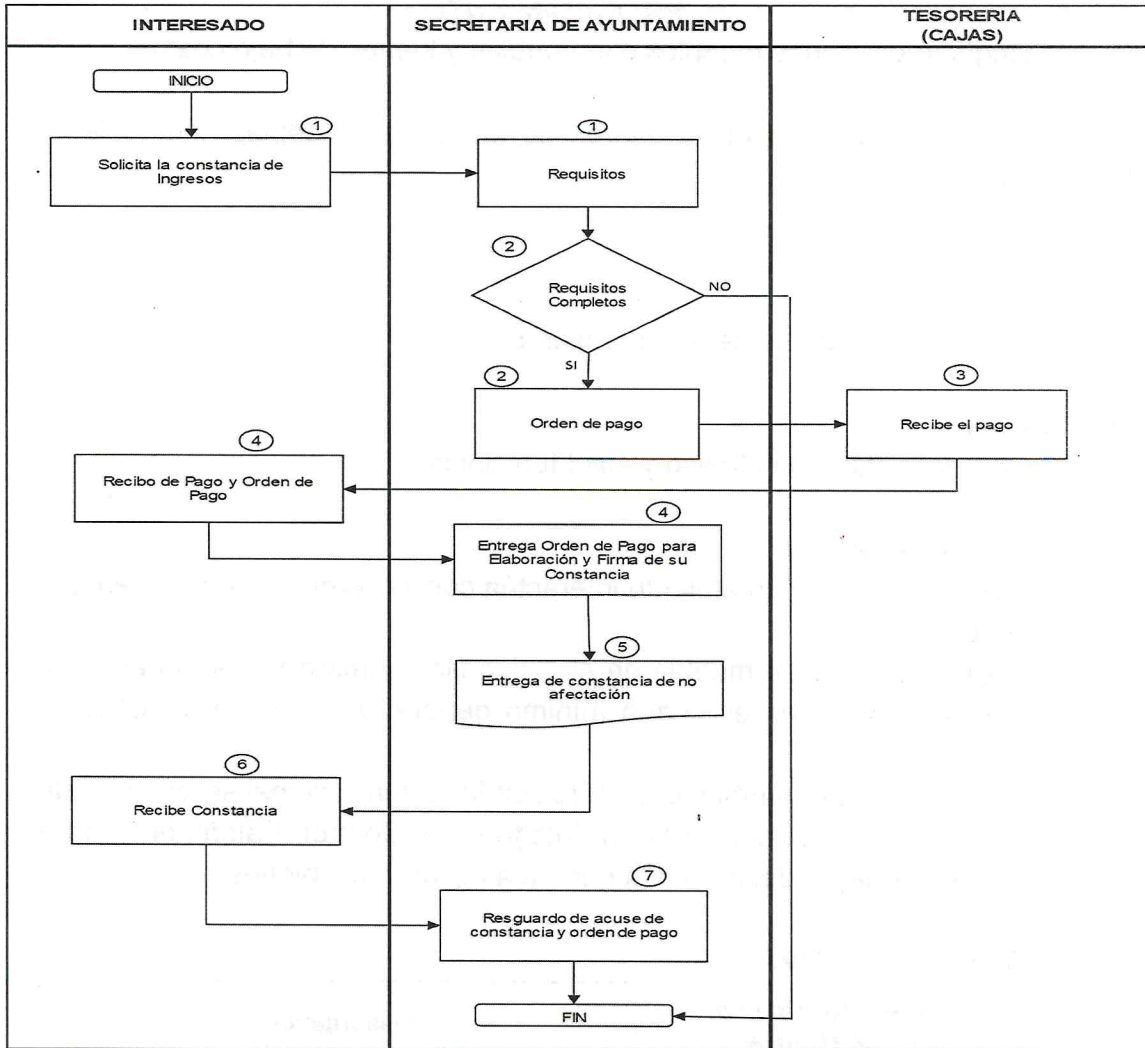 INTERESADO
SECRETARIA DE AYUNTAMIENTO
TESORERIA
(CAJAS)
INICIO
1
Solicita la constancia de
Ingresos
1
Requisitos
2
Requisitos
Completos
NO
SI
2
Orden de pago
3
Recibe el pago
4
Recibo de Pago y Orden de
Pago
4
Entrega Orden de Pago para
Elaboración y Firma de su
Constancia
5
Entrega de constancia de no
afectación
6
Recibe Constancia
7
Resguardo de acuse de
constancia y orden de pago
FIN